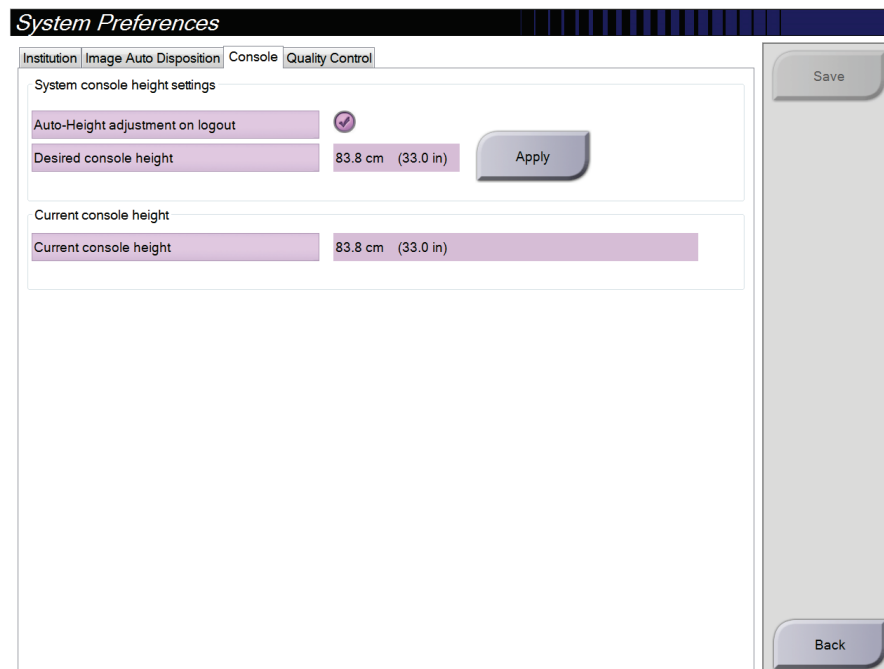 System Preferences
Institution Image Auto Disposition Console Quality Control
Save
System console height settings
Auto-Height adjustment on logout
Desired console height 83.8 cm (33.0 in) Apply
Current console height
Current console height 83.8 cm (33.0 in)
Back